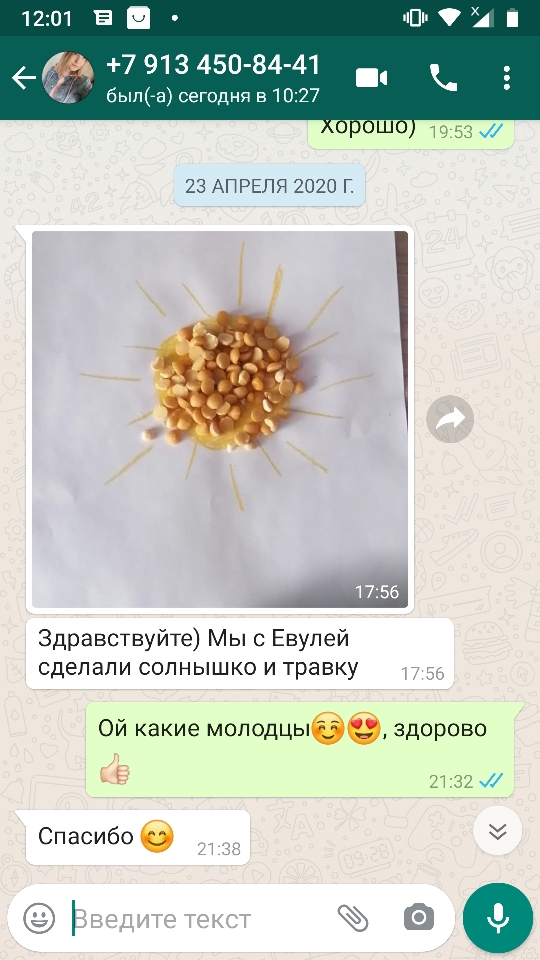 12:01
+7 913 450-84-41
был(-а) сегодня в 10:27
Хорошо) 19:53
23 АПРЕЛЯ 2020 Г.
17:56
Здравствуйте) Мы с Евулей
сделали солнышко и травку 17:56
Ой какие молодцы☺️😍, здорово
👍🏻 21:32
Спасибо 😊 21:38
Введите текст